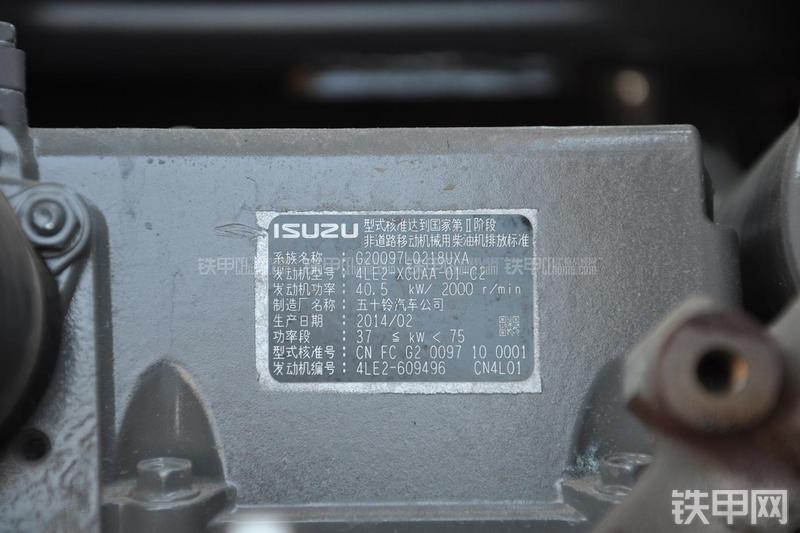 ISUZU 型式核准达到国家第Ⅱ阶段
非道路移动机械用柴油机排放标准
系族名称 : G20097L0218UXA
发动机型号 : 4LE2-XCUAA-01-C2
发动机功率 : 40.5 kW/ 2000 r/min
制造厂名称 : 五十铃汽车公司
生产日期 : 2014/02
功率段 : 37 ≤ kW < 75
型式核准号 : CN FC G2 0097 10 0001
发动机编号 : 4LE2-609496 CN4L01
铁甲网